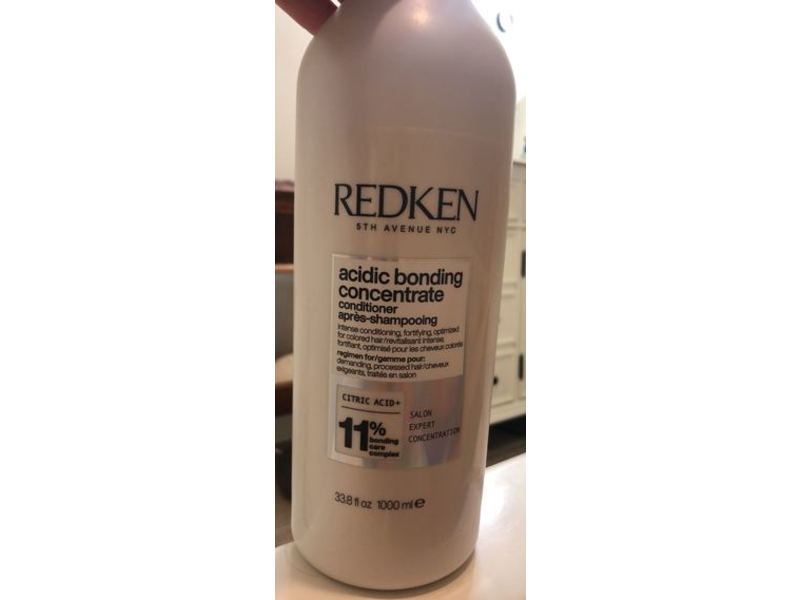 REDKEN
5TH AVENUE NYC
acidic bonding
concentrate
conditioner
après-shampooing
intense conditioning, fortifying, optimized
for colored hair/revitalisant intense,
fortifiant, optimisé pour les cheveux colorés
regimen for/gamme pour:
demanding, processed hair/cheveux
exigeants, traités en salon
CITRIC ACID+
11%
bonding
care
complex
SALON
EXPERT
CONCENTRATION
33.8 fl oz 1000 ml ℮